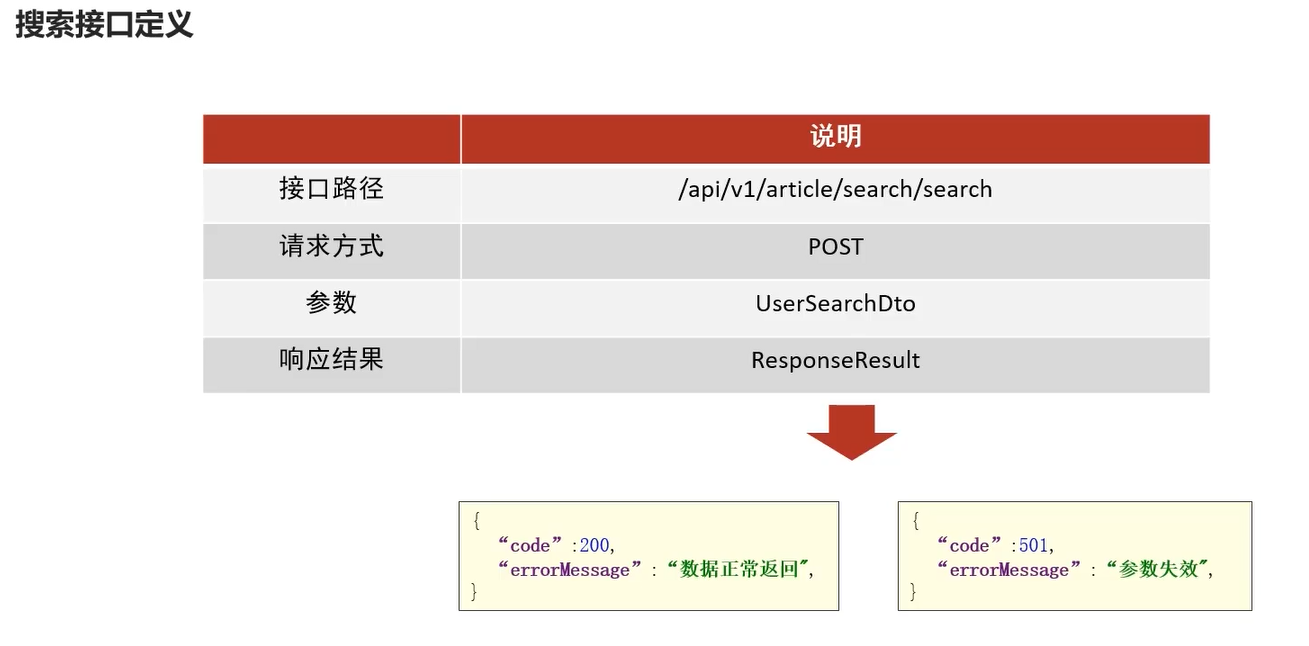 搜索接口定义
说明
接口路径 /api/v1/article/search/search
请求方式 POST
参数 UserSearchDto
响应结果 ResponseResult
{
“code” :200,
“errorMessage” : “数据正常返回",
}
{
“code” :501,
“errorMessage” : “参数失效",
}